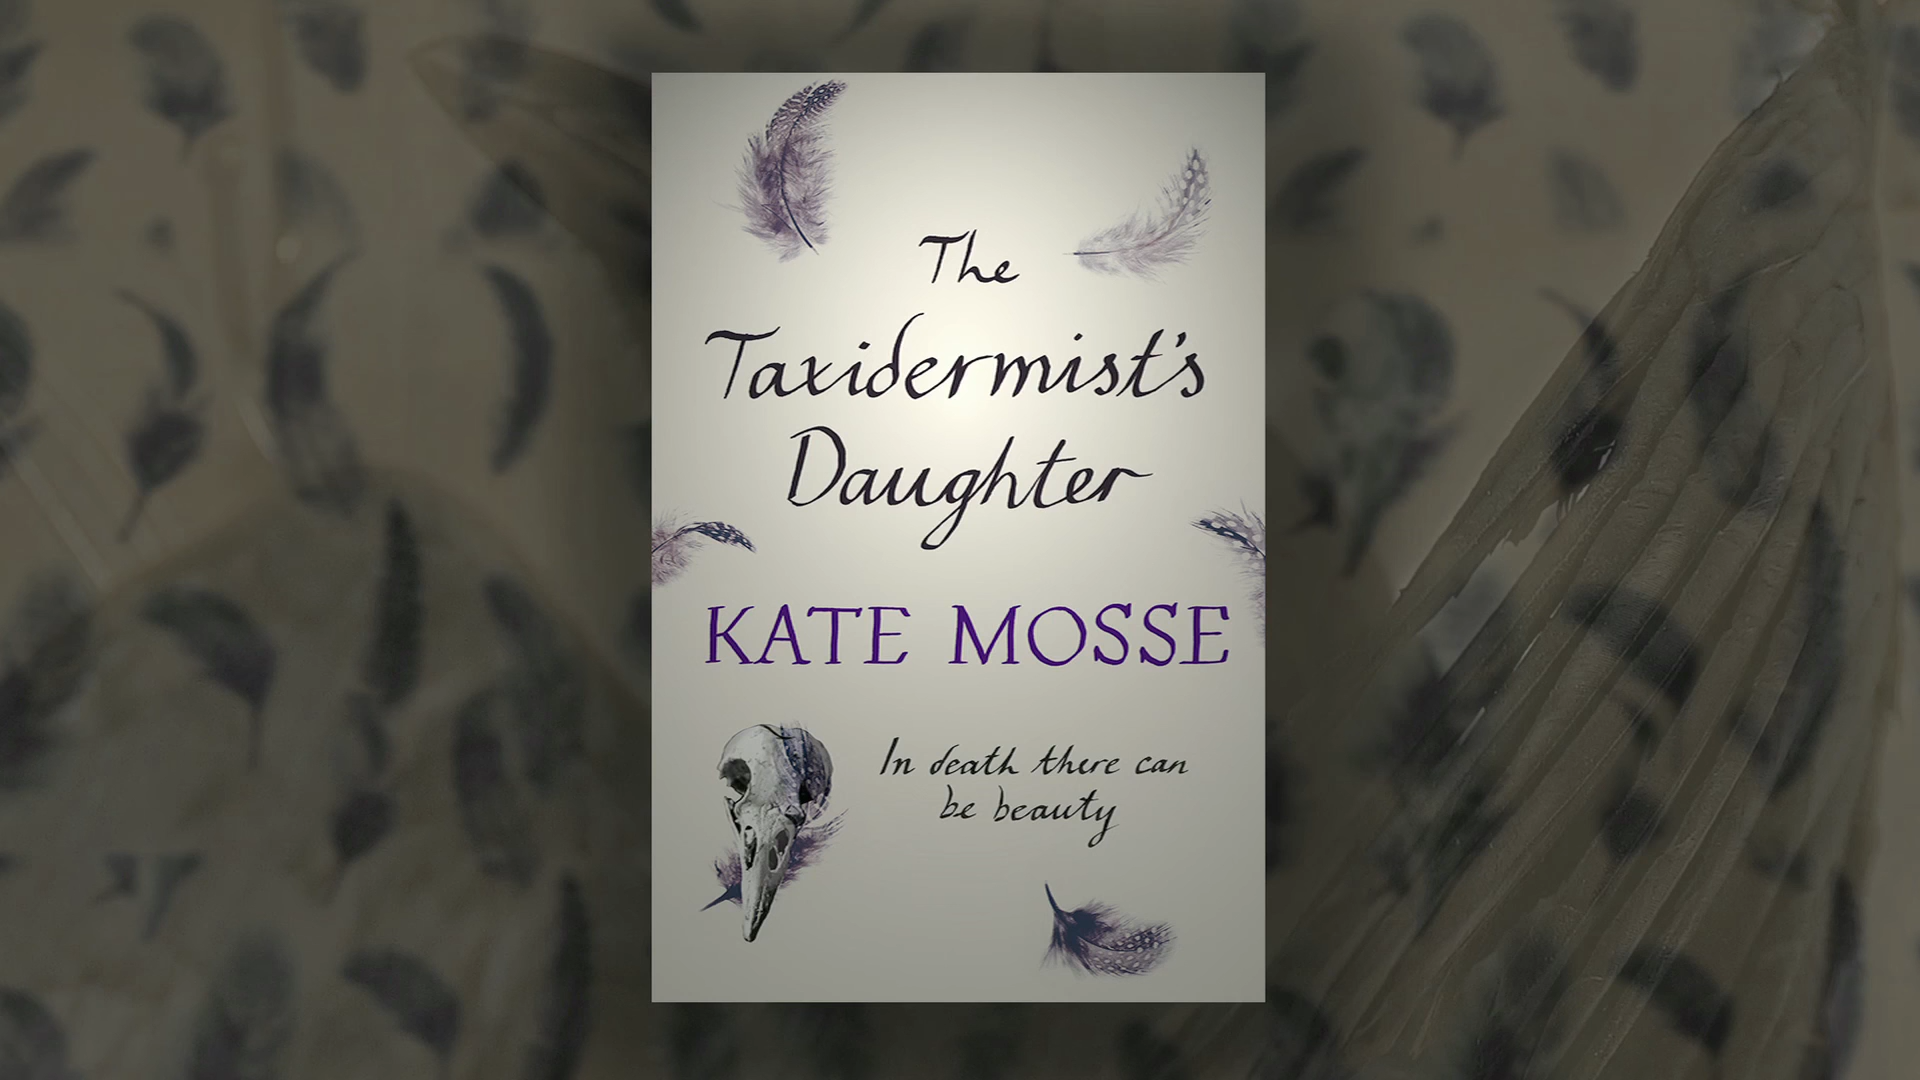 The
Taxidermist's
Daughter
KATE MOSSE
In death there can
be beauty